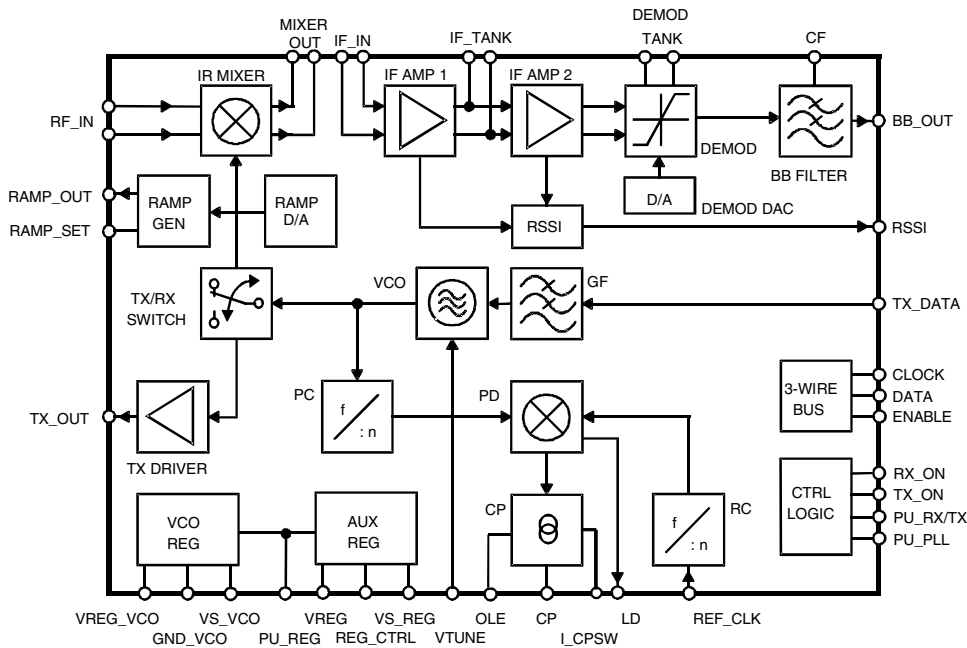 MIXER
OUT
IF_IN
IF_TANK
DEMOD
TANK
CF
IR MIXER
IF AMP 1
IF AMP 2
RF_IN
DEMOD
BB_OUT
BB FILTER
RAMP_OUT
RAMP
GEN
RAMP
D/A
D/A
DEMOD DAC
RAMP_SET
RSSI
RSSI
TX/RX
SWITCH
VCO
GF
TX_DATA
PC
f
: n
PD
3-WIRE
BUS
CLOCK
DATA
ENABLE
TX_OUT
TX DRIVER
VCO
REG
AUX
REG
CP
f
: n
RC
CTRL
LOGIC
RX_ON
TX_ON
PU_RX/TX
PU_PLL
VREG_VCO
GND_VCO
VS_VCO
PU_REG
VREG
REG_CTRL
VS_REG
VTUNE
OLE
CP
I_CPSW
LD
REF_CLK